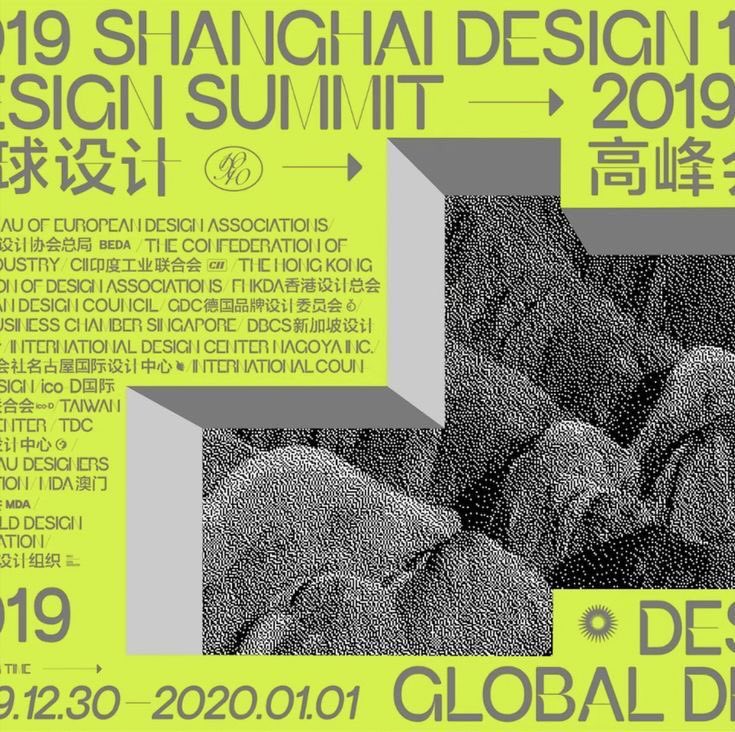 019 SHANGHAI DESIGN 1
ESIGN SUMMIT → 2019
球设计 → 高峰会
AU OF EUROPEAN DESIGN ASSOCIATIONS/
设计协会总局 BEDA / THE CONFEDERATION OF
DUSTRY / CII印度工业联合会 CII / THE HONG KONG
ON OF DESIGN ASSOCIATIONS / FHKDA香港设计总会
AN DESIGN COUNCIL / GDC德国品牌设计委员会 /
USINESS CHAMBER SINGAPORE / DBCS新加坡设计
/ INTERNATIONAL DESIGN CENTER NAGOYA INC./
会社名古屋国际设计中心 / INTERNATIONAL COUN
SIGN / ico D国际
合会 ico-D / TAIWAN
ENTER / TDC
设计中心 /
AU DESIGNERS
TION / MDA澳门
MDA /
LD DESIGN
ATION /
设计组织
019
TIME →
9.12.30—2020.01.01
DES
GLOBAL DE